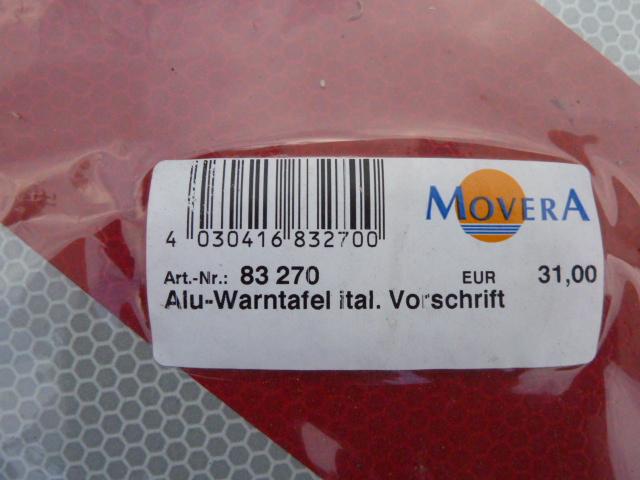 MOVERA
4 030416 832700
Art.-Nr.: 83 270 EUR 31,00
Alu-Warntafel ital. Vorschrift